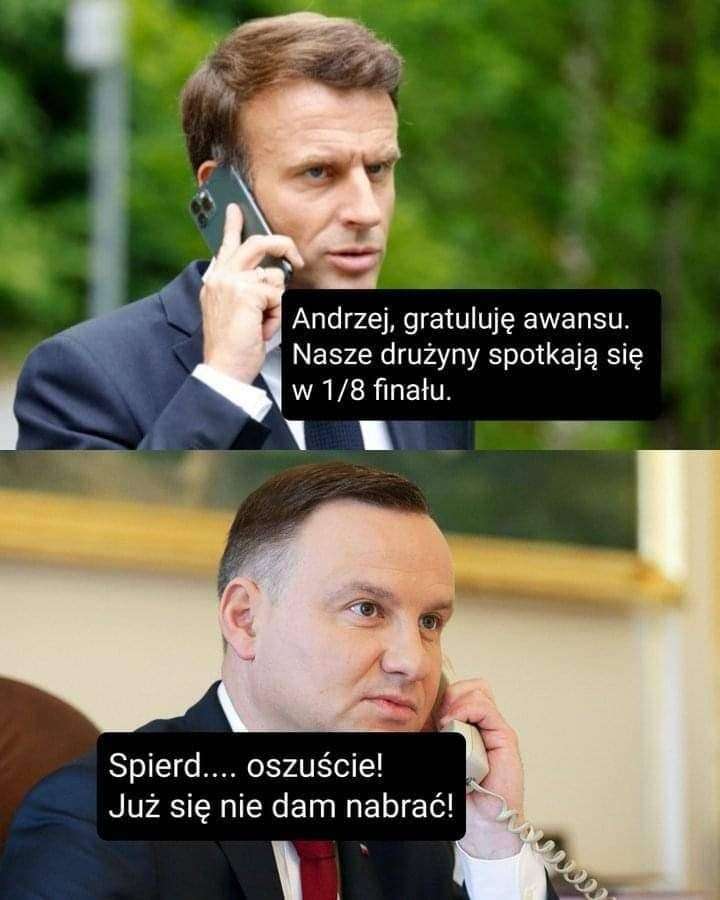 Andrzej, gratuluję awansu.
Nasze drużyny spotkają się
w 1/8 finału.
Spierd.... oszuście!
Już się nie dam nabrać!